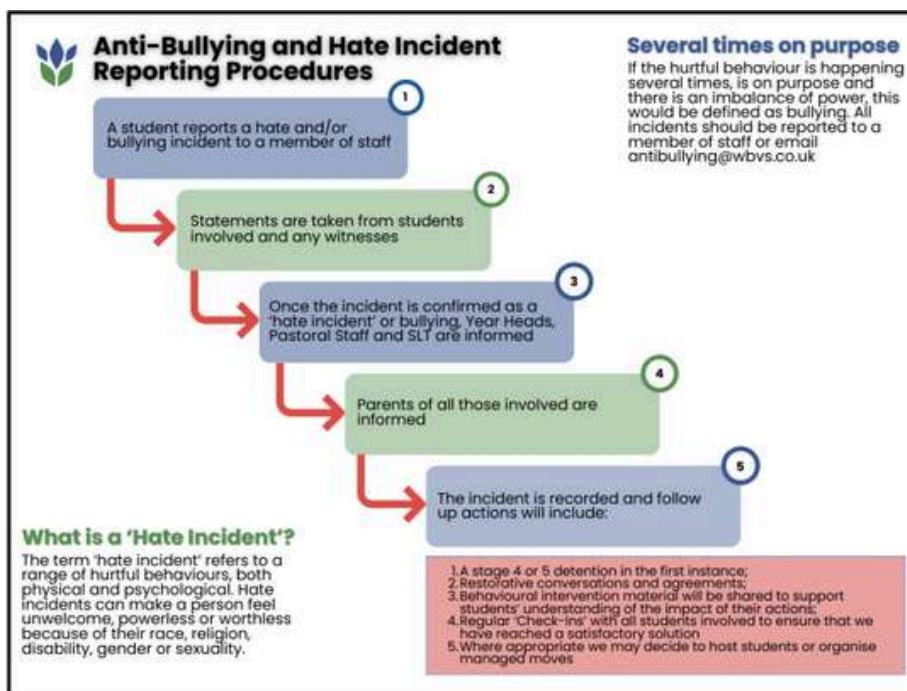 Anti-Bullying and Hate Incident
Reporting Procedures
Several times on purpose
If the hurtful behaviour is happening
several times, is on purpose and
there is an imbalance of power, this
would be defined as bullying. All
incidents should be reported to a
member of staff or email
antibullying@wbvs.co.uk
1
A student reports a hate and/or
bullying incident to a member of staff
2
Statements are taken from students
involved and any witnesses
3
Once the incident is confirmed as a
'hate incident' or bullying, Year Heads,
Pastoral Staff and SLT are informed
4
Parents of all those involved are
informed
5
The incident is recorded and follow
up actions will include:
1.A stage 4 or 5 detention in the first instance;
2.Restorative conversations and agreements;
3.Behavioural intervention material will be shared to support
students' understanding of the impact of their actions;
4.Regular 'Check-Ins' with all students involved to ensure that we
have reached a satisfactory solution
5.Where appropriate we may decide to host students or organise
managed moves
What is a 'Hate Incident'?
The term 'hate incident' refers to a
range of hurtful behaviours, both
physical and psychological. Hate
incidents can make a person feel
unwelcome, powerless or worthless
because of their race, religion,
disability, gender or sexuality.